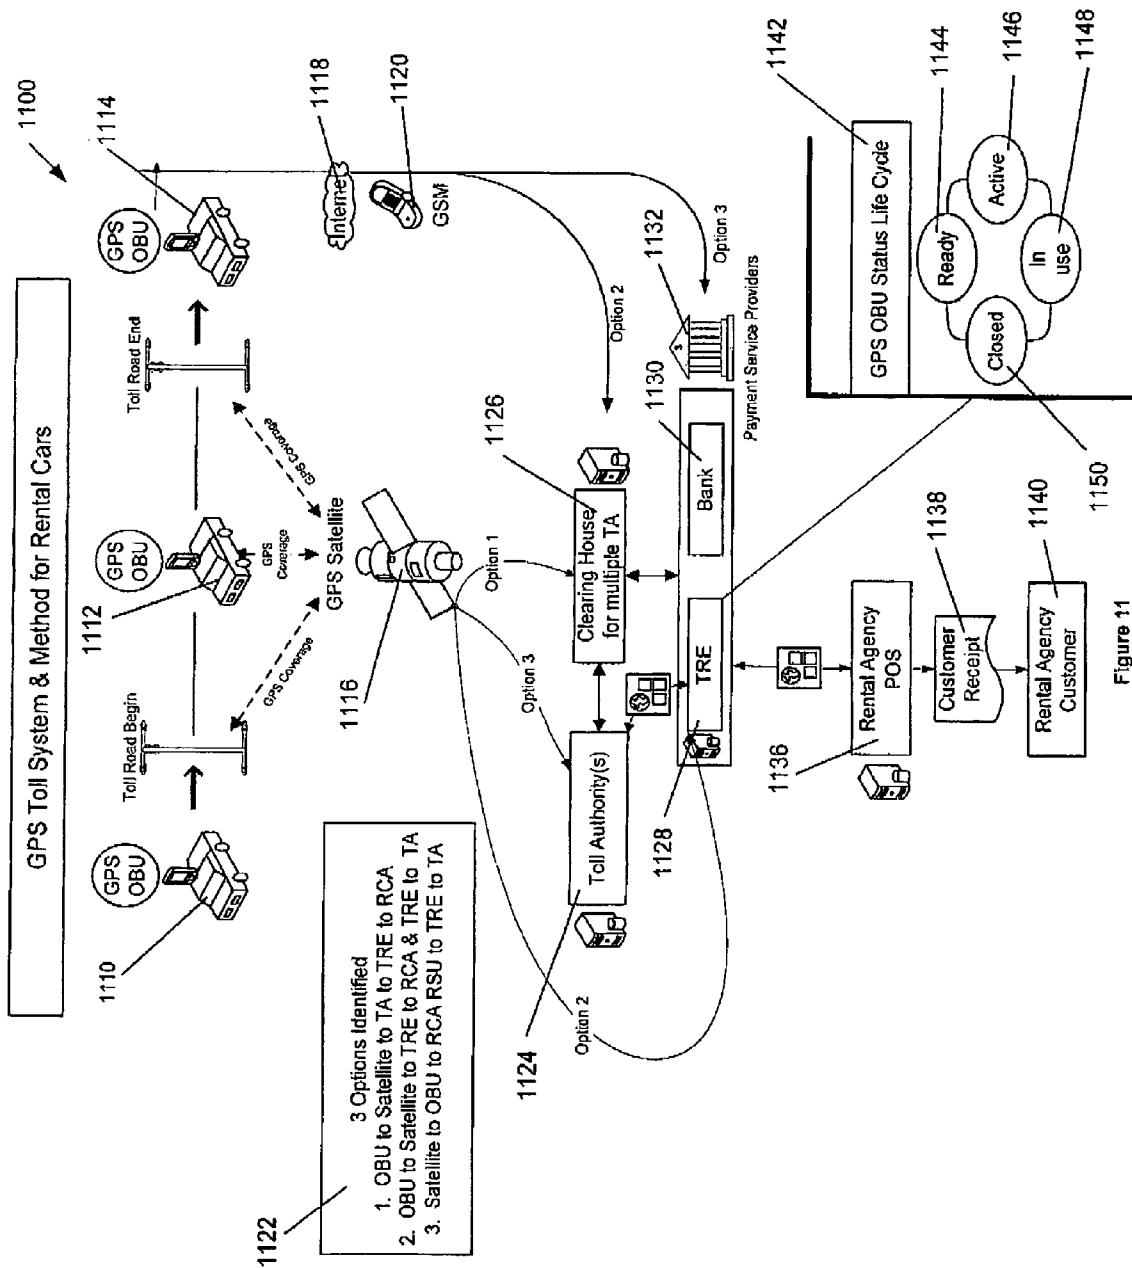 GPS Toll System & Method for Rental Cars
1100
GPS
OBU
1110
Toll Road Begin
GPS
OBU
1112
Toll Road End
GPS
OBU
1114
GPS Coverage
GPS
Coverage
GPS Coverage
GPS Satellite
1116
Internet
1118
GSM
1120
3 Options Identified
1. OBU to Satellite to TA to TRE to RCA
2. OBU to Satellite to TRE to RCA & TRE to TA
3. Satellite to OBU to RCA RSU to TRE to TA
1122
Option 3
Option 1
Option 2
Option 2
Option 3
Toll Authority(s)
1124
Clearing House
for multiple TA
1126
TRE
1128
Bank
1130
1132
Payment Service Providers
Rental Agency
POS
1136
Customer
Receipt
1138
Rental Agency
Customer
1140
GPS OBU Status Life Cycle
1142
Ready
1144
Active
1146
In
use
1148
Closed
1150
Figure 11